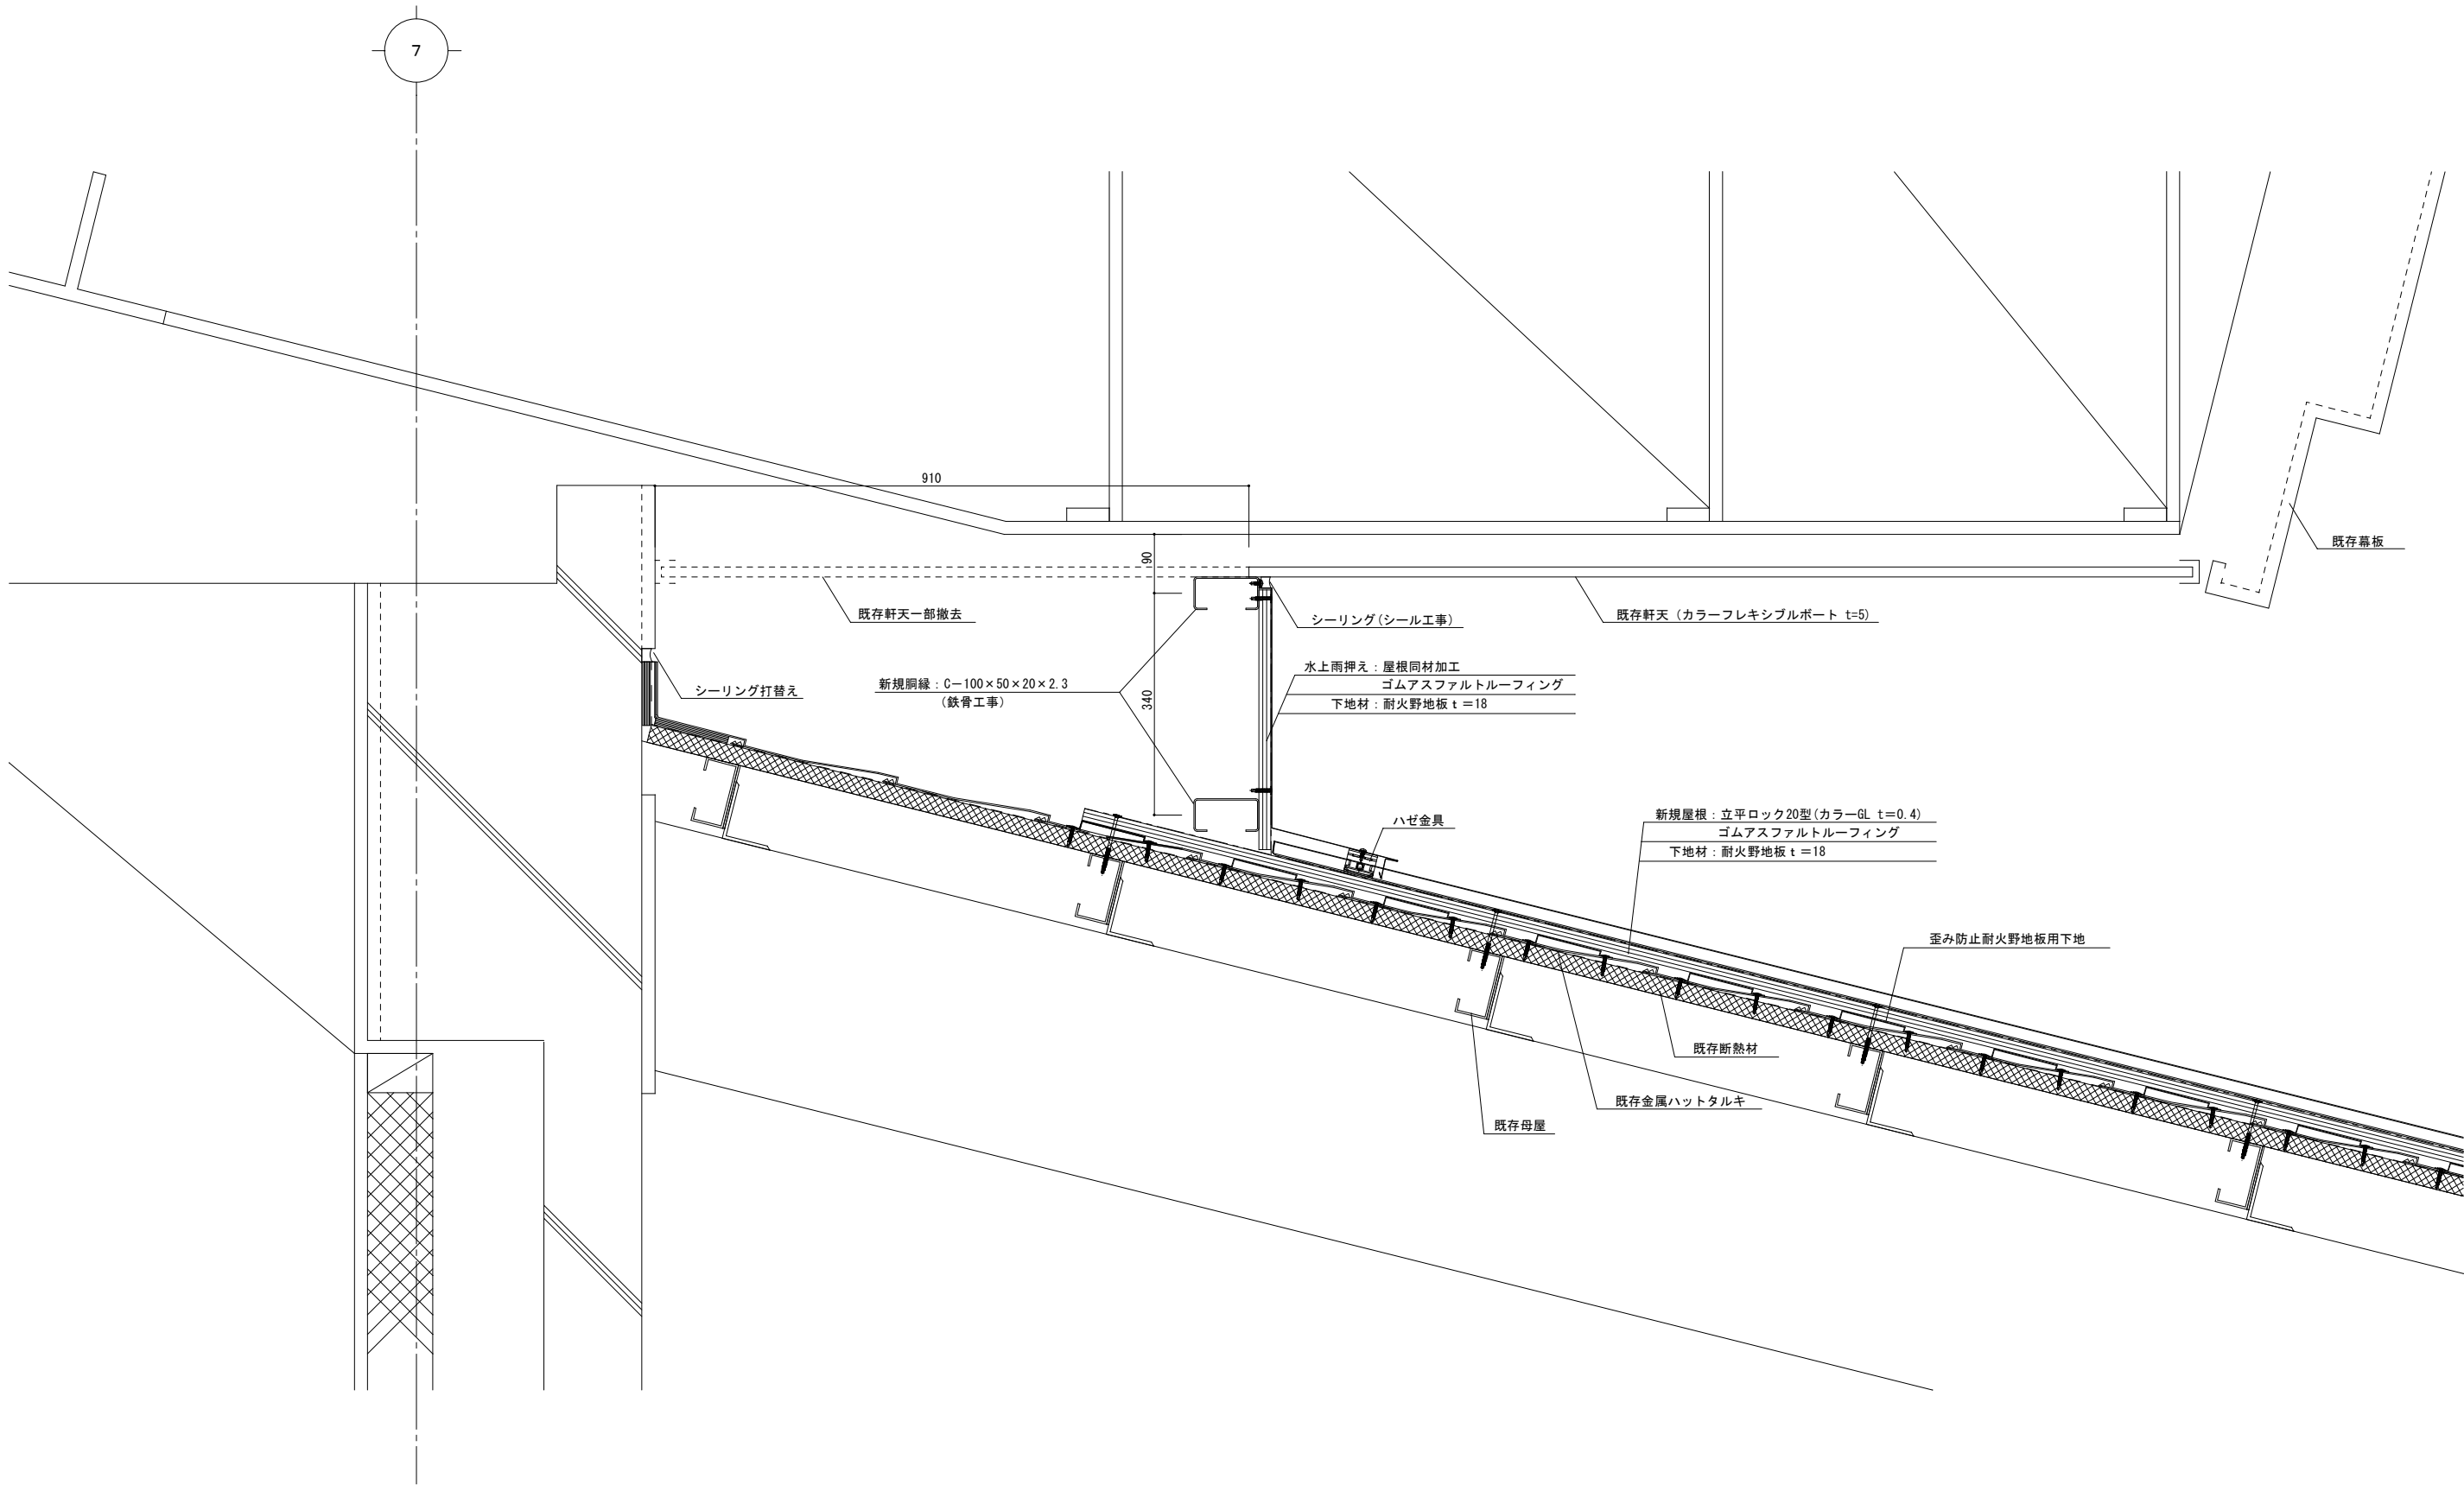 7
910
90
既存幕板
既存軒天一部撤去
シーリング(シール工事)
既存軒天（カラーフレキシブルボート t=5)
水上雨押え：屋根同材加工
ゴムアスファルトルーフィング
下地材：耐火野地板ｔ＝18
シーリング打替え
新規胴縁：C－100×50×20×2.3
(鉄骨工事)
340
ハゼ金具
新規屋根：立平ロック20型(カラーGL t＝0.4)
ゴムアスファルトルーフィング
下地材：耐火野地板ｔ＝18
歪み防止耐火野地板用下地
既存断熱材
既存金属ハットタルキ
既存母屋